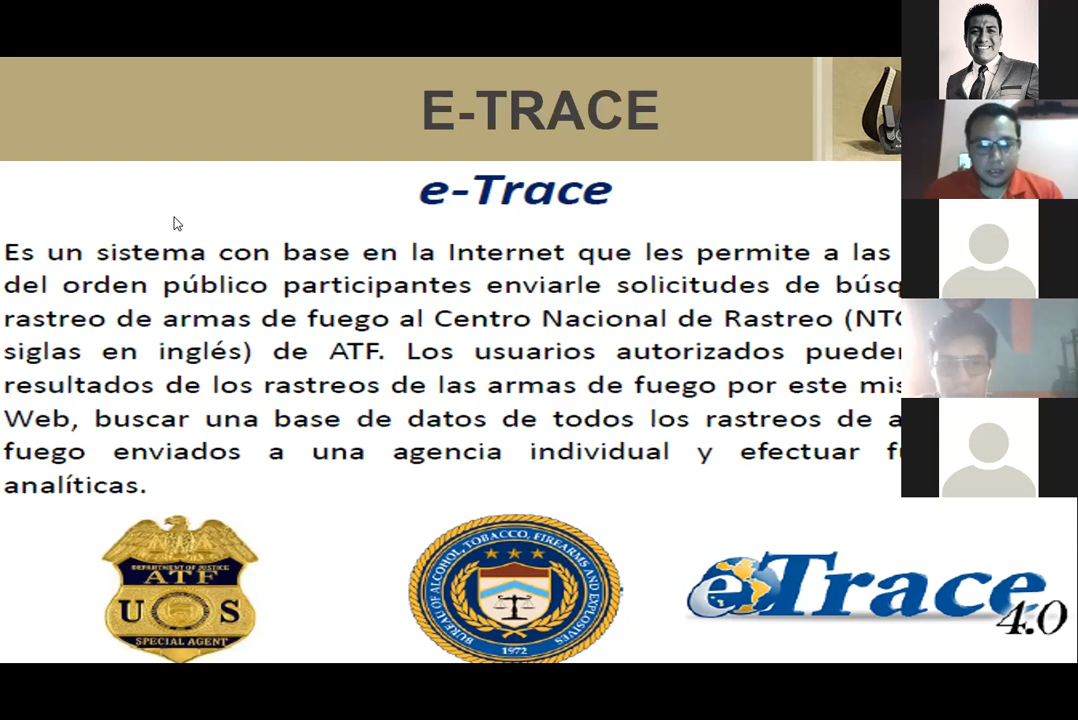 E-TRACE
e-Trace
Es un sistema con base en la Internet que les permite a las
del orden público participantes enviarle solicitudes de
rastreo de armas de fuego al Centro Nacional de Rastreo
siglas en inglés) de ATF. Los usuarios autorizados
resultados de los rastreos de las armas de fuego por este
Web, buscar una base de datos de todos los rastreos de
fuego enviados a una agencia individual y efectuar
analíticas.
DEPARTMENT OF JUSTICE
ATF
U S
SPECIAL AGENT
BUREAU OF ALCOHOL, TOBACCO, FIREARMS AND EXPLOSIVES
1972
eTrace
4.0